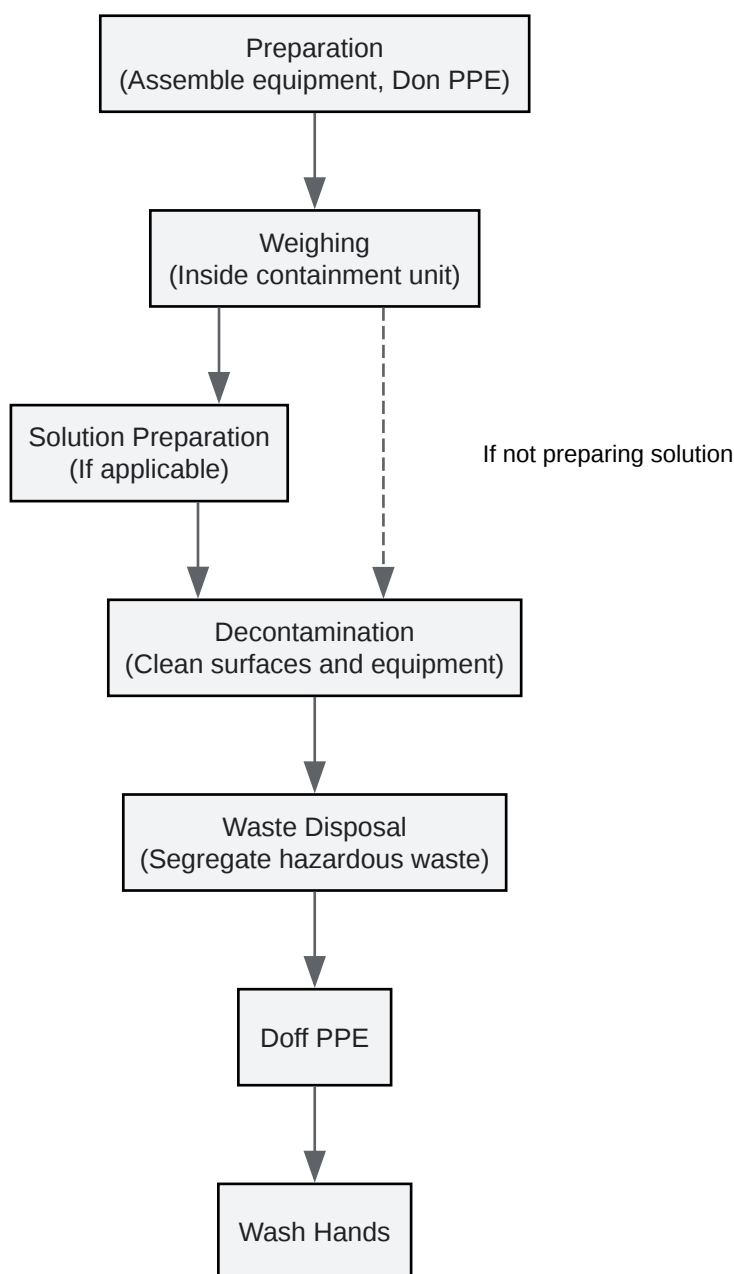 Preparation
(Assemble equipment, Don PPE)
Weighing
(Inside containment unit)
Solution Preparation
(If applicable)
If not preparing solution
Decontamination
(Clean surfaces and equipment)
Waste Disposal
(Segregate hazardous waste)
Doff PPE
Wash Hands